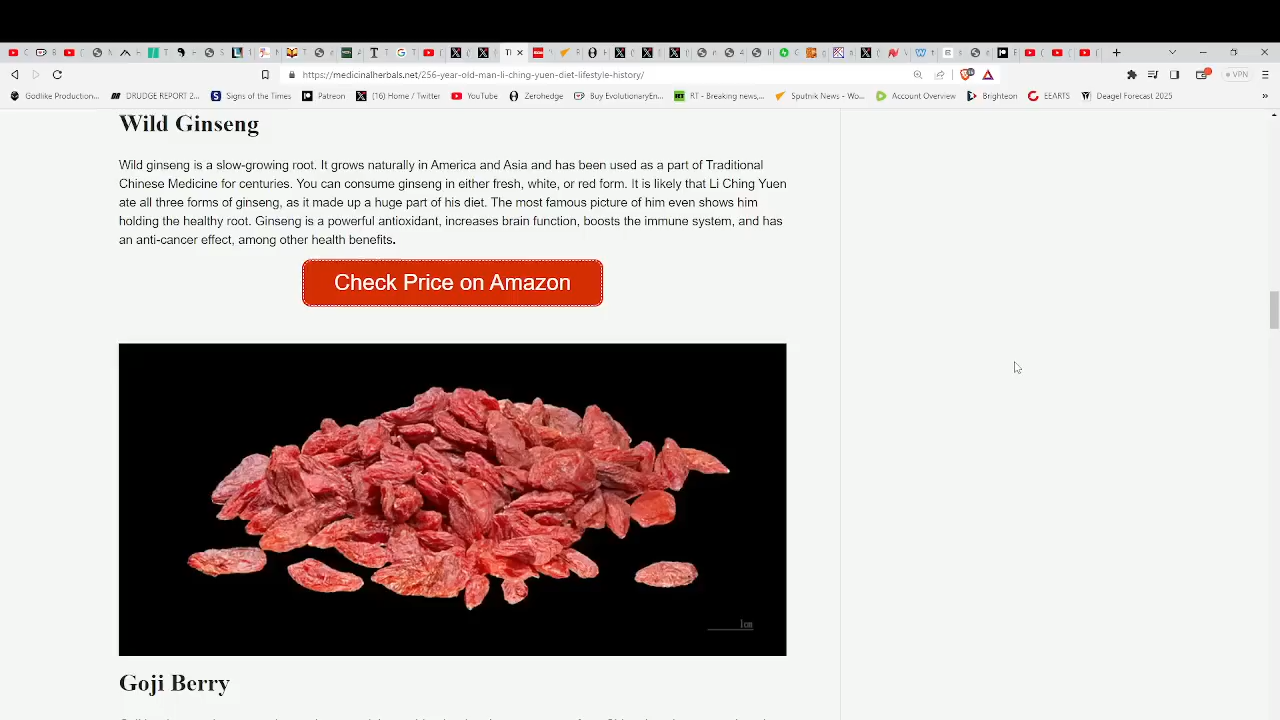 https://medicinalherbals.net/256-year-old-man-li-ching-yuen-diet-lifestyle-history/
VPN
Godlike Production...
DRUDGE REPORT 2...
Signs of the Times
Patreon
(16) Home / Twitter
YouTube
Zerohedge
Buy EvolutionaryEn...
RT - Breaking news,...
Sputnik News - Wo...
Account Overview
Brighteon
EEARTS
Deagel Forecast 2025
»
Wild Ginseng
Wild ginseng is a slow-growing root. It grows naturally in America and Asia and has been used as a part of Traditional
Chinese Medicine for centuries. You can consume ginseng in either fresh, white, or red form. It is likely that Li Ching Yuen
ate all three forms of ginseng, as it made up a huge part of his diet. The most famous picture of him even shows him
holding the healthy root. Ginseng is a powerful antioxidant, increases brain function, boosts the immune system, and has
an anti-cancer effect, among other health benefits.
Check Price on Amazon
1cm
Goji Berry